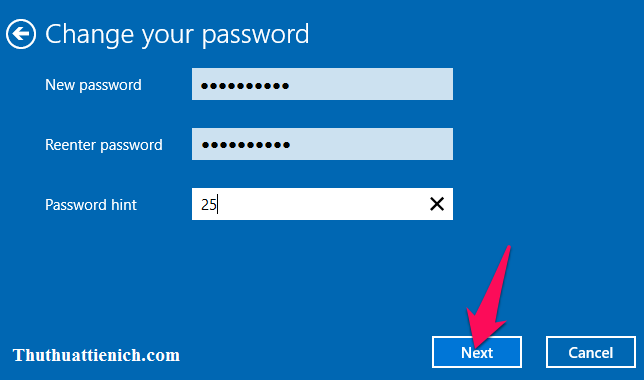 Change your password
New password ••••••••••
Reenter password ••••••••••
Password hint 25
Thuthuattienich.com
Next Cancel